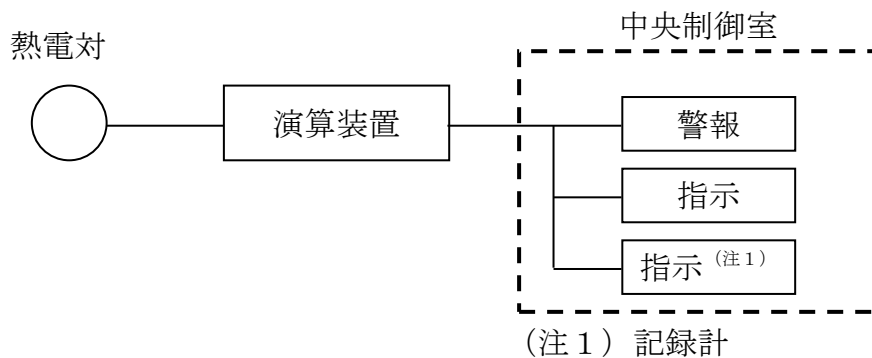 中央制御室
熱電対
演算装置
警報
指示
指示(注1)
(注1)記録計